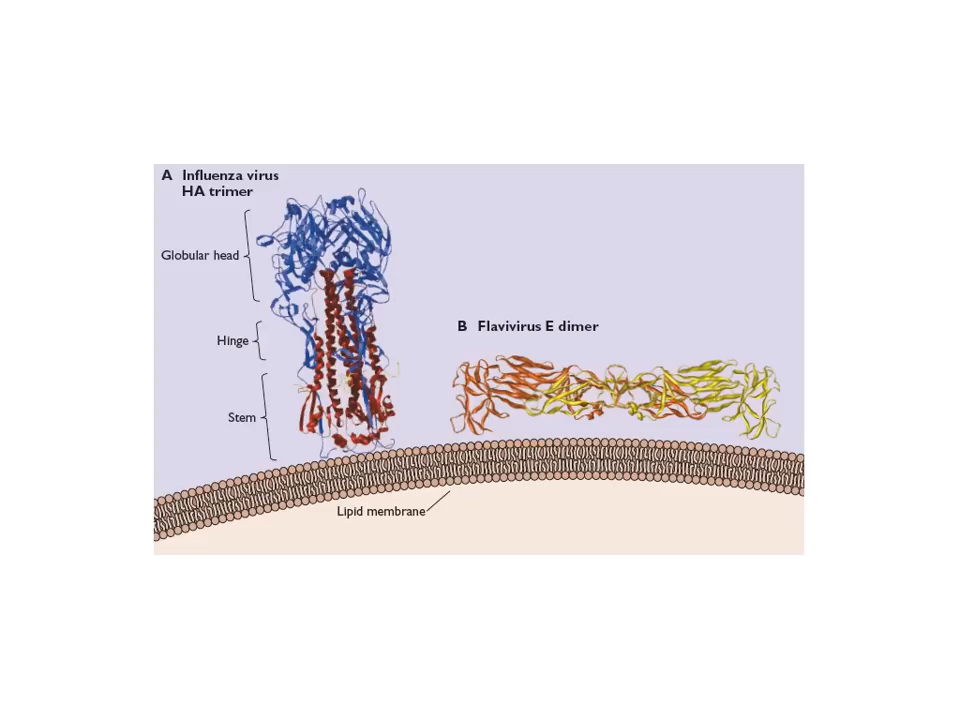 A Influenza virus
HA trimer
Globular head
Hinge
B Flavivirus E dimer
Stem
Lipid membrane